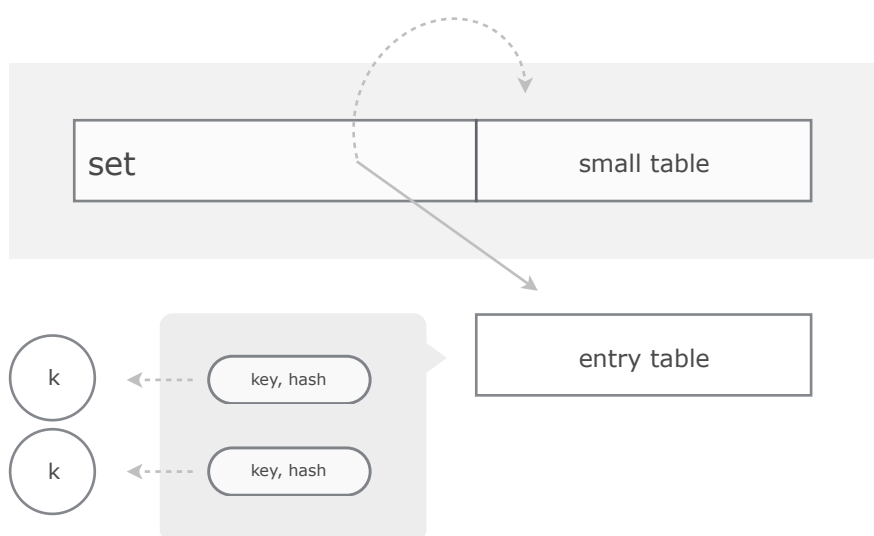 set
small table
entry table
k
key, hash
k
key, hash